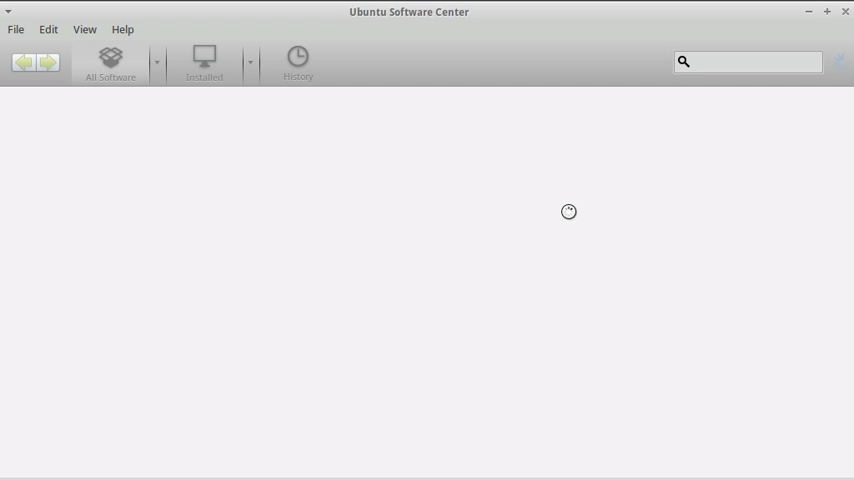 Ubuntu Software Center
File Edit View Help
All Software Installed History